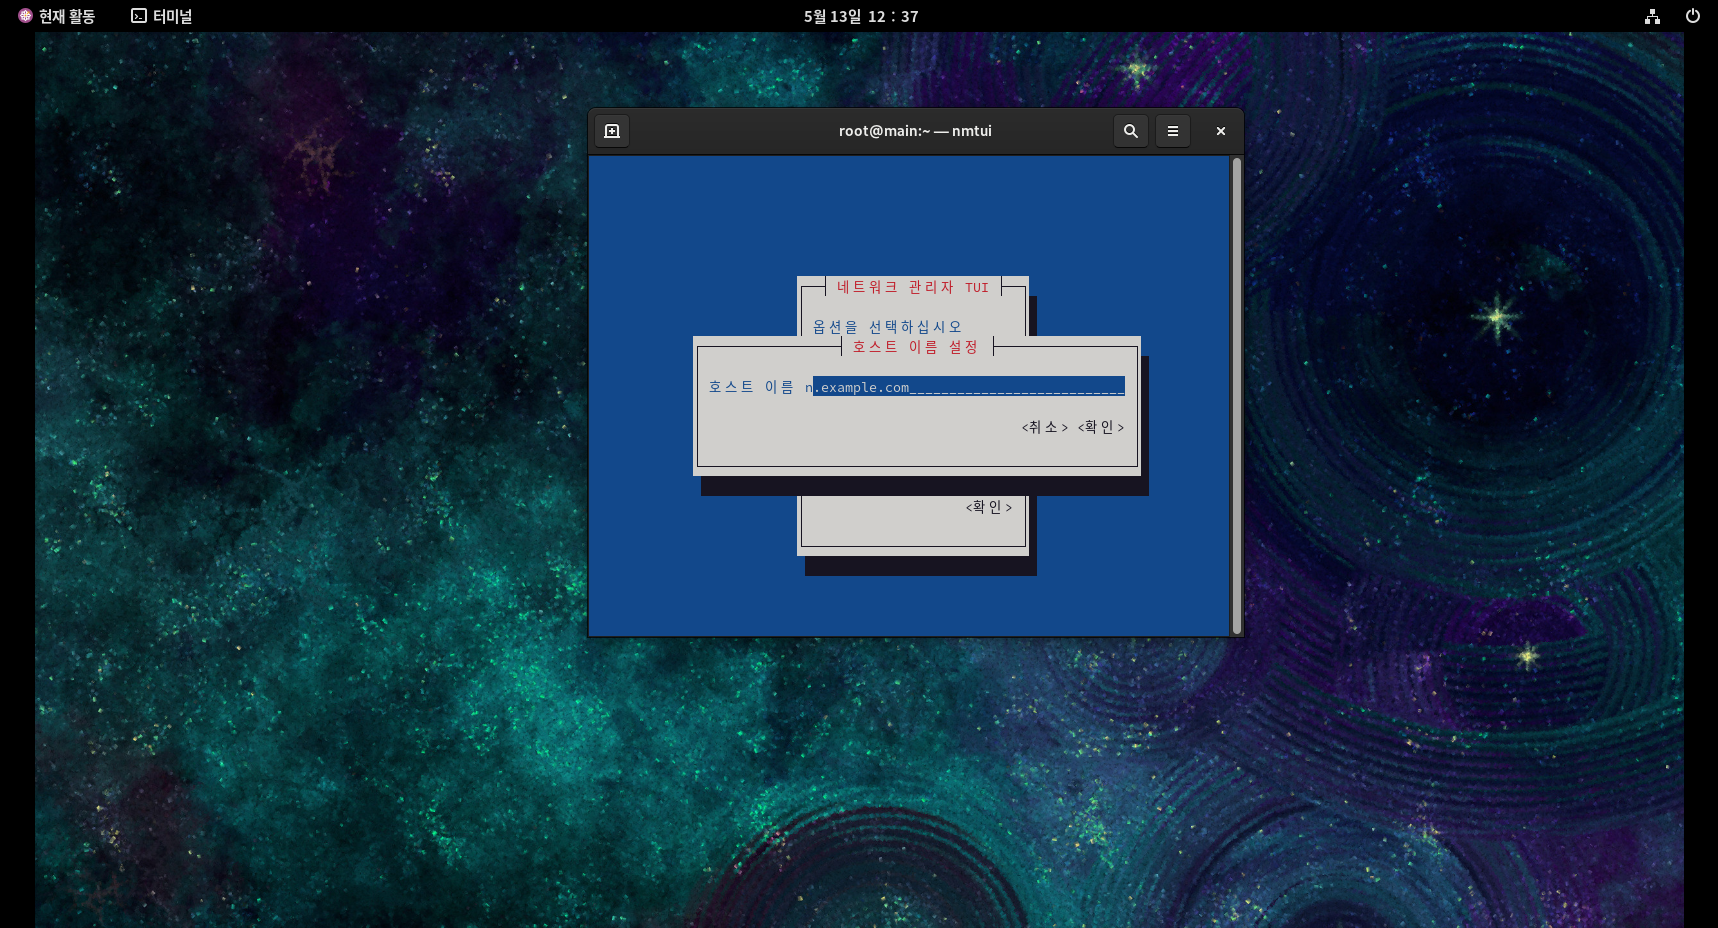 현재 활동 터미널 5월 13일 12 : 37
root@main:~ — nmtui
네트워크 관리자 TUI
옵션을 선택하십시오
호스트 이름 설정
호스트 이름 n.example.com___________________________
<취소> <확인>
<확인>